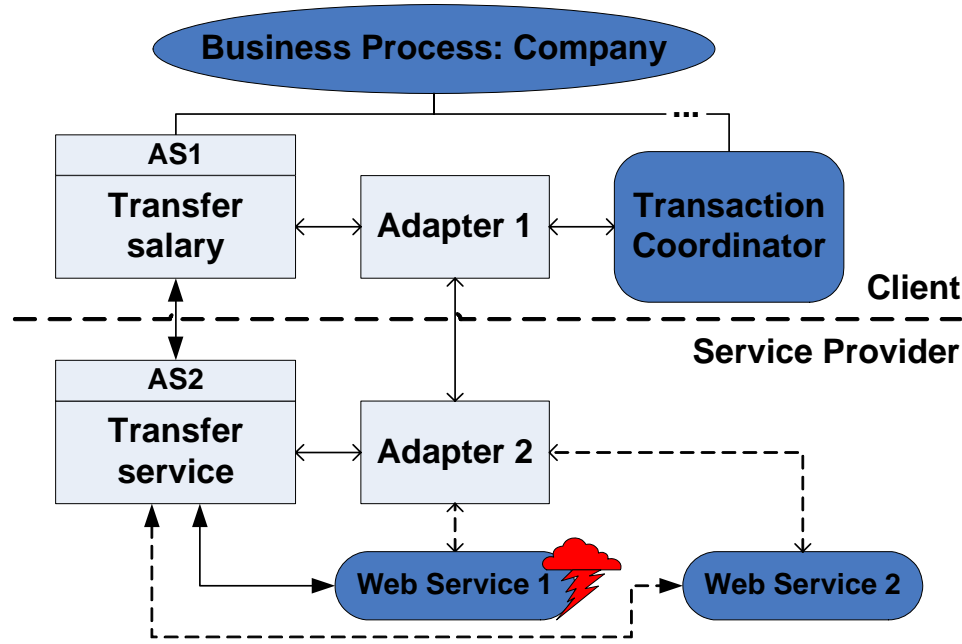 Business Process: Company
...
AS1
Transfer
salary
Adapter 1
Transaction
Coordinator
Client
Service Provider
AS2
Transfer
service
Adapter 2
Web Service 1
Web Service 2